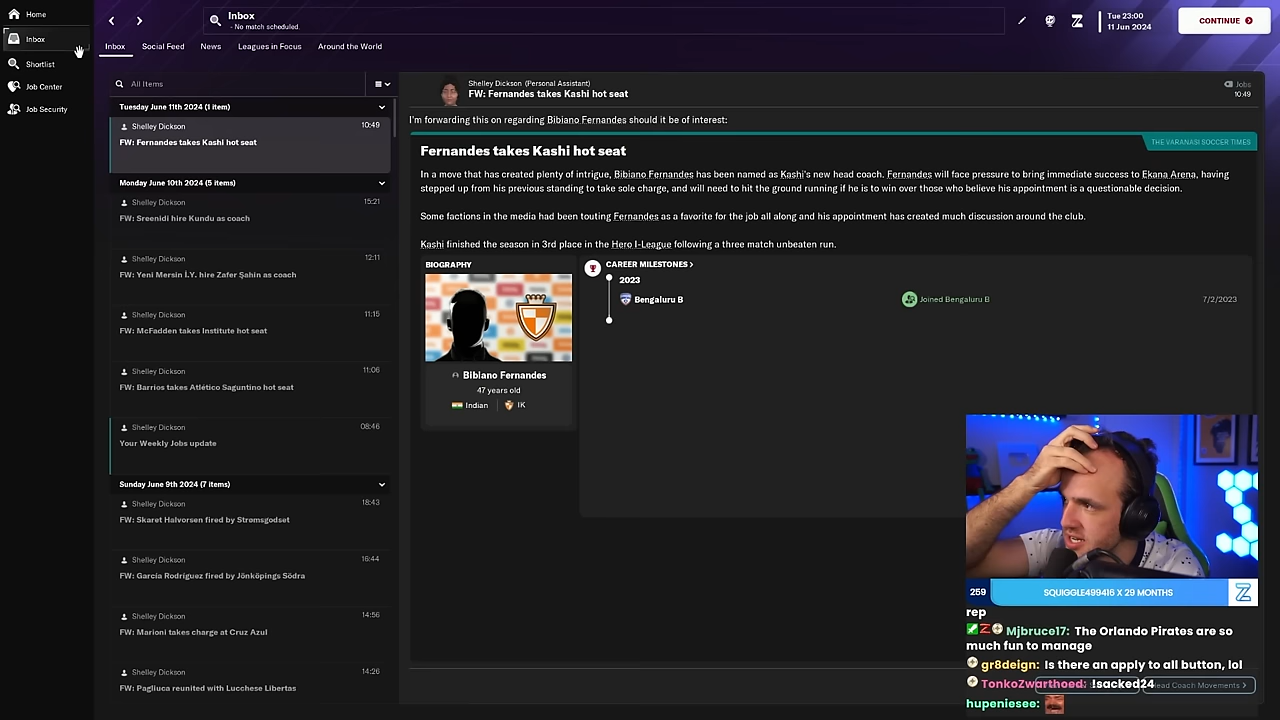 Home
Inbox
Shortlist
Job Center
Job Security
Inbox
- No match scheduled.
Tue 23:00
11 Jun 2024
CONTINUE
Inbox
Social Feed
News
Leagues in Focus
Around the World
All Items
Tuesday June 11th 2024 (1 item)
Shelley Dickson
10:49
FW: Fernandes takes Kashi hot seat
Monday June 10th 2024 (5 items)
Shelley Dickson
15:21
FW: Sreenidi hire Kundu as coach
Shelley Dickson
12:11
FW: Yeni Mersin İ.Y. hire Zafer Şahin as coach
Shelley Dickson
11:15
FW: McFadden takes Institute hot seat
Shelley Dickson
11:06
FW: Barrios takes Atlético Saguntino hot seat
Shelley Dickson
08:46
Your Weekly Jobs update
Sunday June 9th 2024 (7 items)
Shelley Dickson
18:43
FW: Skaret Halvorsen fired by Strømsgodset
Shelley Dickson
16:44
FW: García Rodríguez fired by Jönköpings Södra
Shelley Dickson
14:56
FW: Marioni takes charge at Cruz Azul
Shelley Dickson
14:26
FW: Pagliuca reunited with Lucchese Libertas
Shelley Dickson (Personal Assistant)
FW: Fernandes takes Kashi hot seat
Jobs
10:49
I'm forwarding this on regarding Bibiano Fernandes should it be of interest:
THE VARANASI SOCCER TIMES
Fernandes takes Kashi hot seat
In a move that has created plenty of intrigue, Bibiano Fernandes has been named as Kashi's new head coach. Fernandes will face pressure to bring immediate success to Ekana Arena, having
stepped up from his previous standing to take sole charge, and will need to hit the ground running if he is to win over those who believe his appointment is a questionable decision.
Some factions in the media had been touting Fernandes as a favorite for the job all along and his appointment has created much discussion around the club.
Kashi finished the season in 3rd place in the Hero I-League following a three match unbeaten run.
BIOGRAPHY
Bibiano Fernandes
47 years old
Indian
IK
CAREER MILESTONES >
2023
Bengaluru B
Joined Bengaluru B
7/2/2023
259
SQUIGGLE499416 X 29 MONTHS
rep
Mjbruce17: The Orlando Pirates are so
much fun to manage
gr8deign: Is there an apply to all button, lol
TonkoZwarthoed: !sacked24
Head Coach Movements >
hupeniesee: